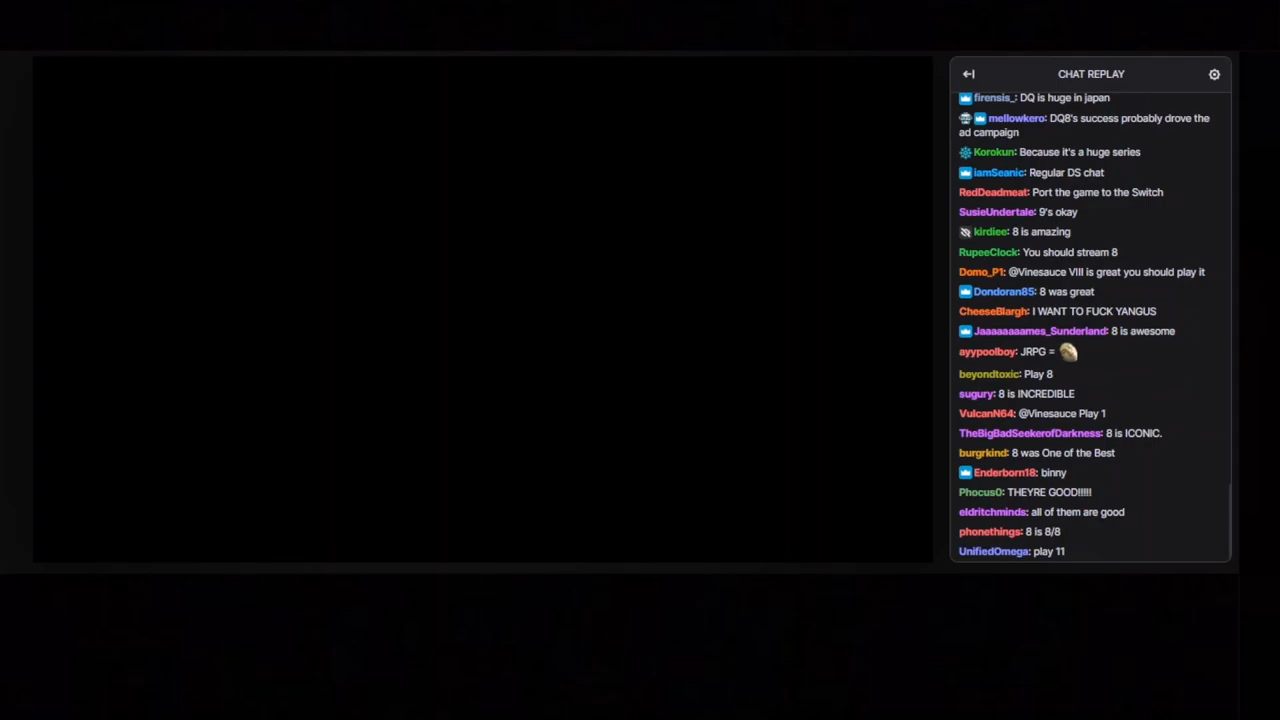 CHAT REPLAY
firensis_: DQ is huge in japan
mellowkero: DQ8's success probably drove the
ad campaign
Korokun: Because it's a huge series
iamSeanic: Regular DS chat
RedDeadmeat: Port the game to the Switch
SusieUndertale: 9's okay
kirdiee: 8 is amazing
RupeeClock: You should stream 8
Domo_P1: @Vinesauce VIII is great you should play it
Dondoran85: 8 was great
CheeseBlargh: I WANT TO FUCK YANGUS
Jaaaaaaaames_Sunderland: 8 is awesome
ayypoolboy: JRPG =
beyondtoxic: Play 8
sugury: 8 is INCREDIBLE
VulcanN64: @Vinesauce Play 1
TheBigBadSeekerofDarkness: 8 is ICONIC.
burgrkind: 8 was One of the Best
Enderborn18: binny
Phocus0: THEYRE GOOD!!!!!
eldritchminds: all of them are good
phonethings: 8 is 8/8
UnifiedOmega: play 11